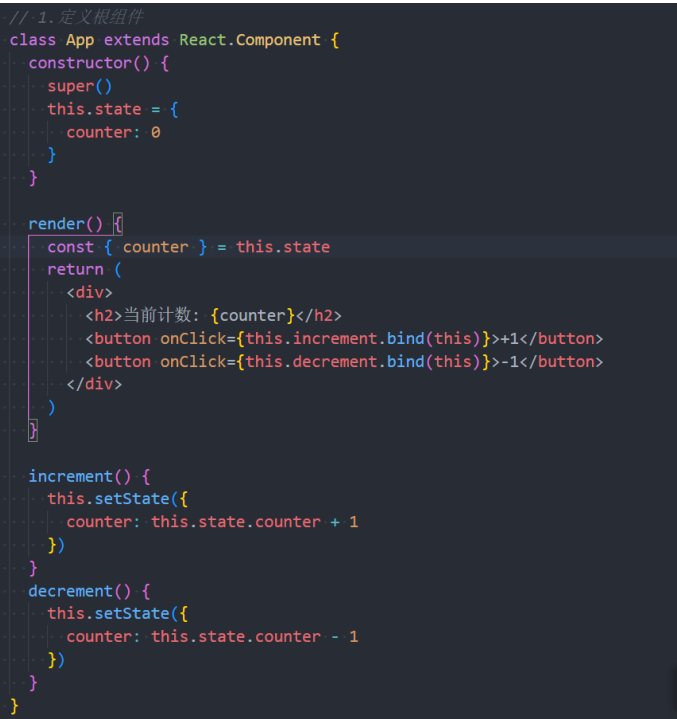 // 1.定义根组件
class App extends React.Component {
  constructor() {
    super()
    this.state = {
      counter: 0
    }
  }

  render() {
    const { counter } = this.state
    return (
      <div>
        <h2>当前计数: {counter}</h2>
        <button onClick={this.increment.bind(this)}>+1</button>
        <button onClick={this.decrement.bind(this)}>-1</button>
      </div>
    )
  }

  increment() {
    this.setState({
      counter: this.state.counter + 1
    })
  }
  decrement() {
    this.setState({
      counter: this.state.counter - 1
    })
  }
}